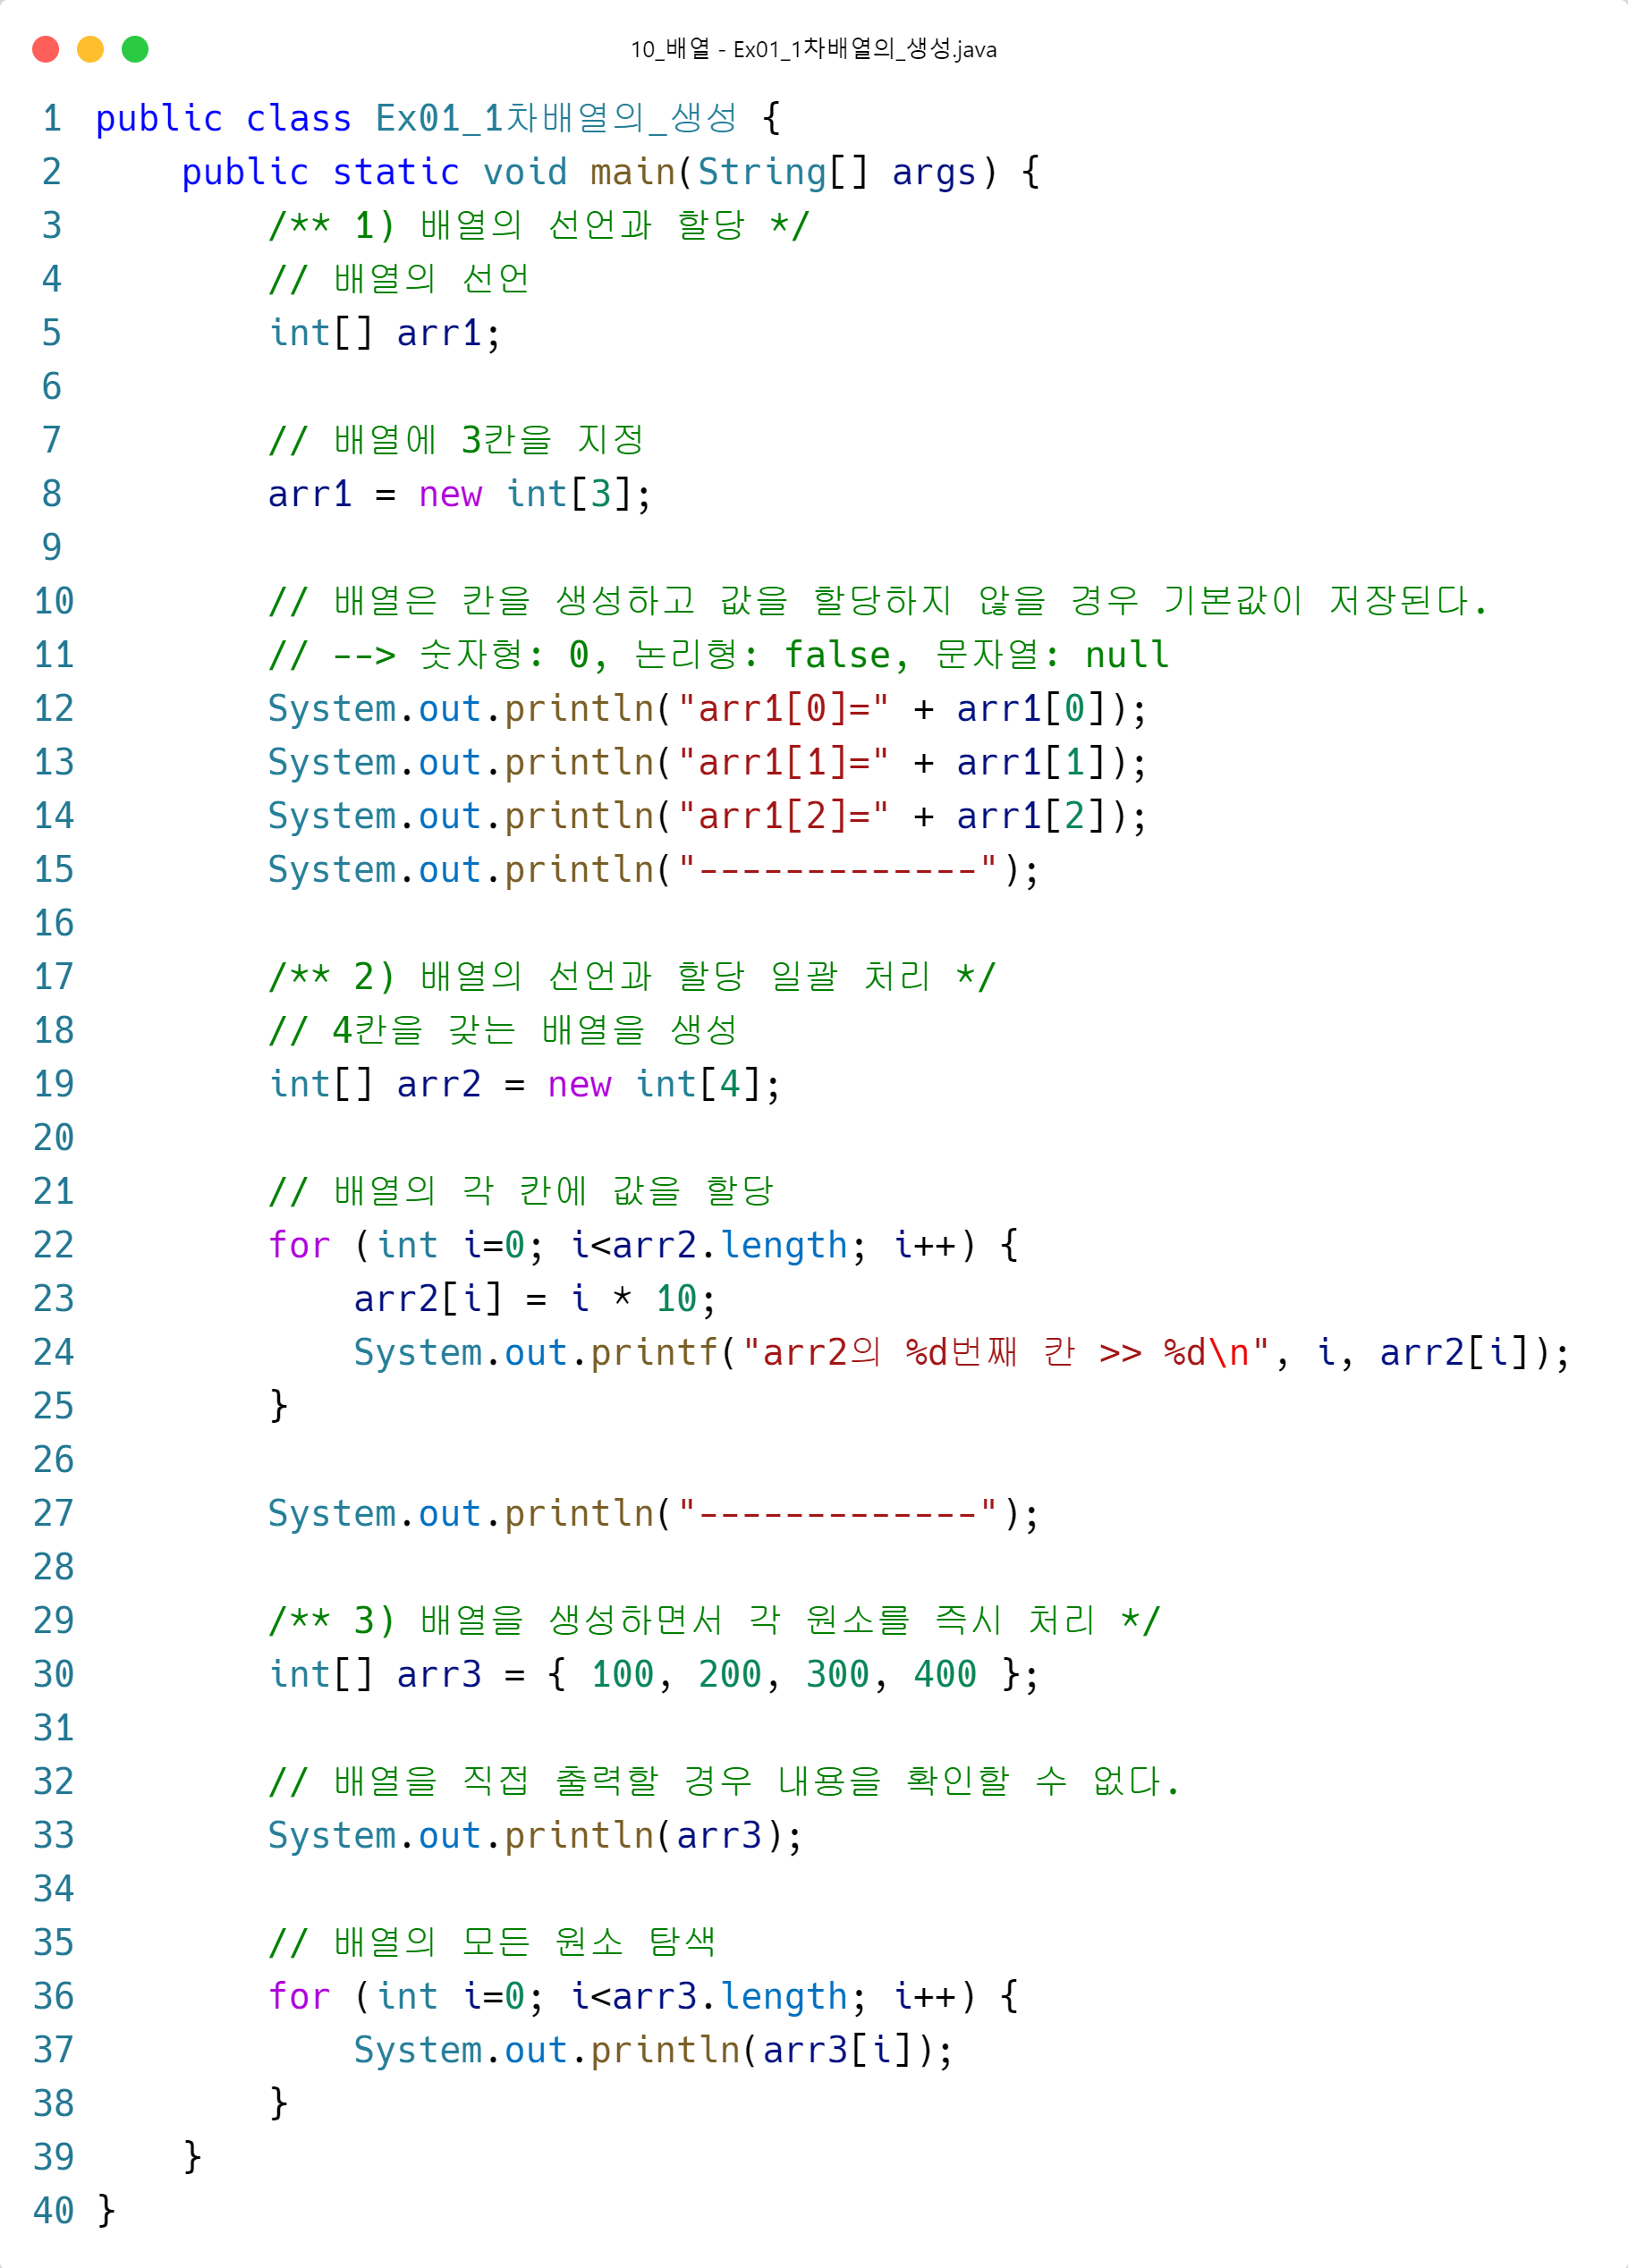 10_배열 - Ex01_1차배열의_생성.java
1 public class Ex01_1차배열의_생성 {
2     public static void main(String[] args) {
3         /** 1) 배열의 선언과 할당 */
4         // 배열의 선언
5         int[] arr1;
6
7         // 배열에 3칸을 지정
8         arr1 = new int[3];
9
10         // 배열은 칸을 생성하고 값을 할당하지 않을 경우 기본값이 저장된다.
11         // --> 숫자형: 0, 논리형: false, 문자열: null
12         System.out.println("arr1[0]=" + arr1[0]);
13         System.out.println("arr1[1]=" + arr1[1]);
14         System.out.println("arr1[2]=" + arr1[2]);
15         System.out.println("-------------");
16
17         /** 2) 배열의 선언과 할당 일괄 처리 */
18         // 4칸을 갖는 배열을 생성
19         int[] arr2 = new int[4];
20
21         // 배열의 각 칸에 값을 할당
22         for (int i=0; i<arr2.length; i++) {
23             arr2[i] = i * 10;
24             System.out.printf("arr2의 %d번째 칸 >> %d\n", i, arr2[i]);
25         }
26
27         System.out.println("-------------");
28
29         /** 3) 배열을 생성하면서 각 원소를 즉시 처리 */
30         int[] arr3 = { 100, 200, 300, 400 };
31
32         // 배열을 직접 출력할 경우 내용을 확인할 수 없다.
33         System.out.println(arr3);
34
35         // 배열의 모든 원소 탐색
36         for (int i=0; i<arr3.length; i++) {
37             System.out.println(arr3[i]);
38         }
39     }
40 }